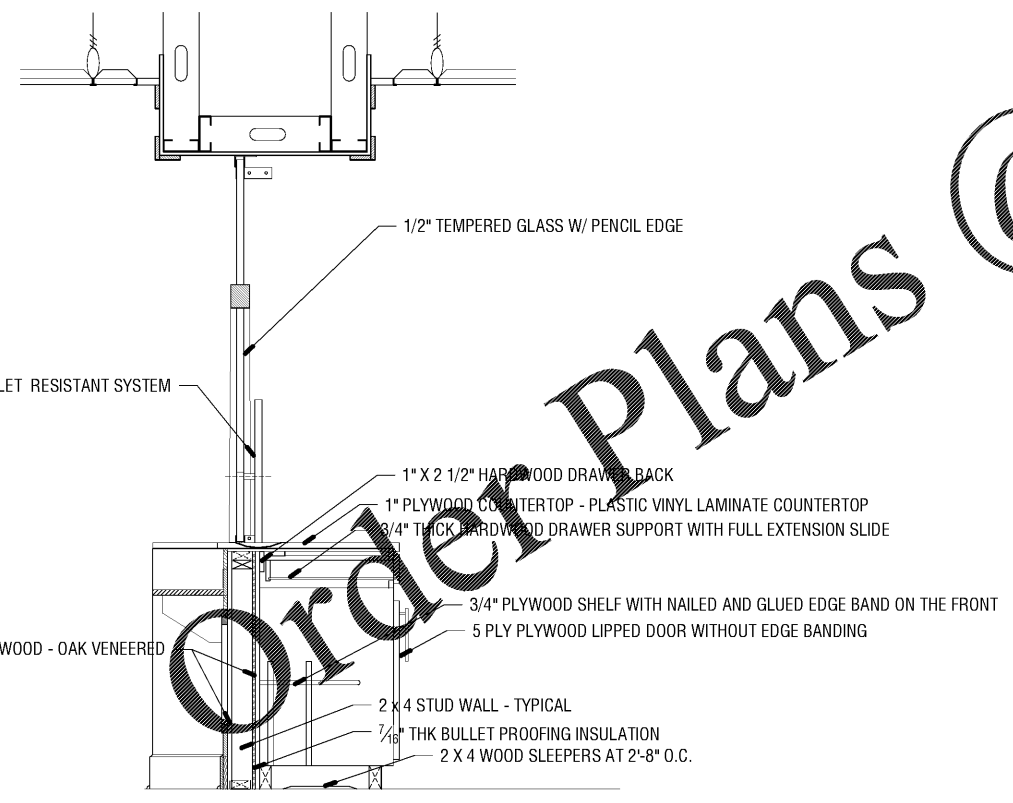 1/2" TEMPERED GLASS W/ PENCIL EDGE
LET RESISTANT SYSTEM
1" X 2 1/2" HARDWOOD DRAWER BACK
1" PLYWOOD COUNTERTOP - PLASTIC VINYL LAMINATE COUNTERTOP
3/4" THICK HARDWOOD DRAWER SUPPORT WITH FULL EXTENSION SLIDE
3/4" PLYWOOD SHELF WITH NAILED AND GLUED EDGE BAND ON THE FRONT
5 PLY PLYWOOD LIPPED DOOR WITHOUT EDGE BANDING
WOOD - OAK VENEERED
2 x 4 STUD WALL - TYPICAL
7/16" THK BULLET PROOFING INSULATION
2 X 4 WOOD SLEEPERS AT 2'-8" O.C.
Order Plans ©